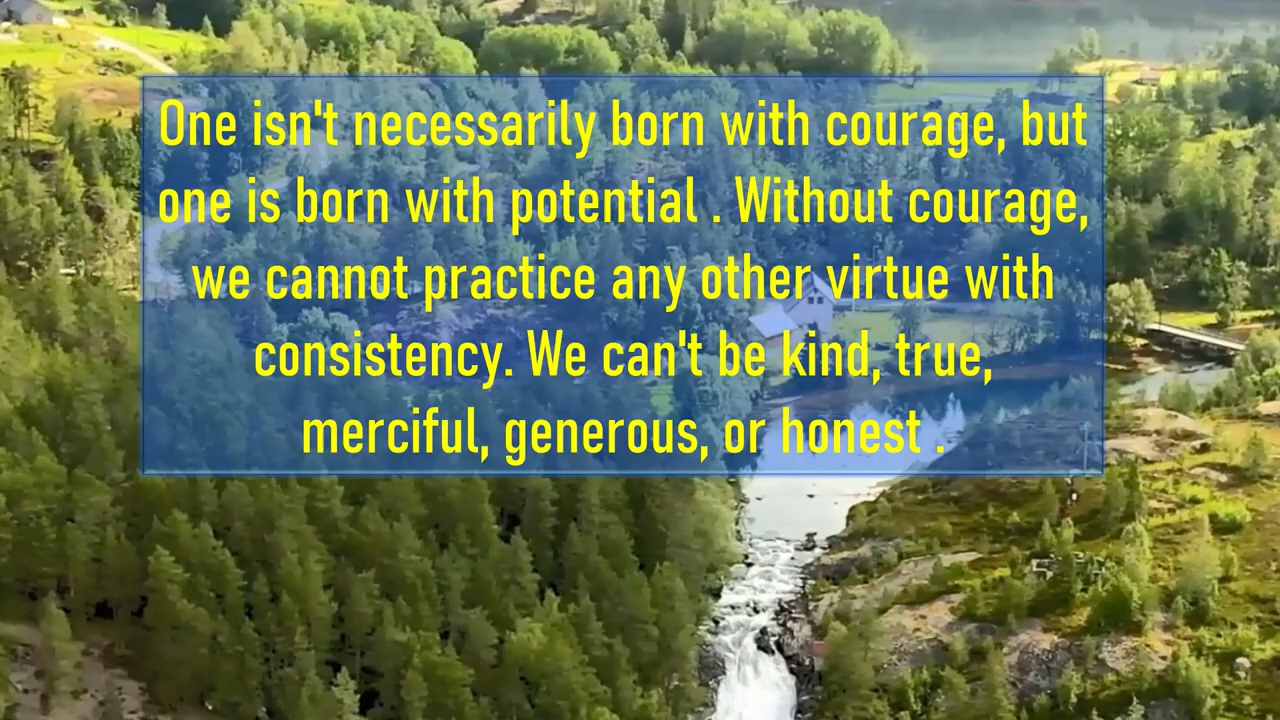 One isn't necessarily born with courage, but
one is born with potential . Without courage,
we cannot practice any other virtue with
consistency. We can't be kind, true,
merciful, generous, or honest .